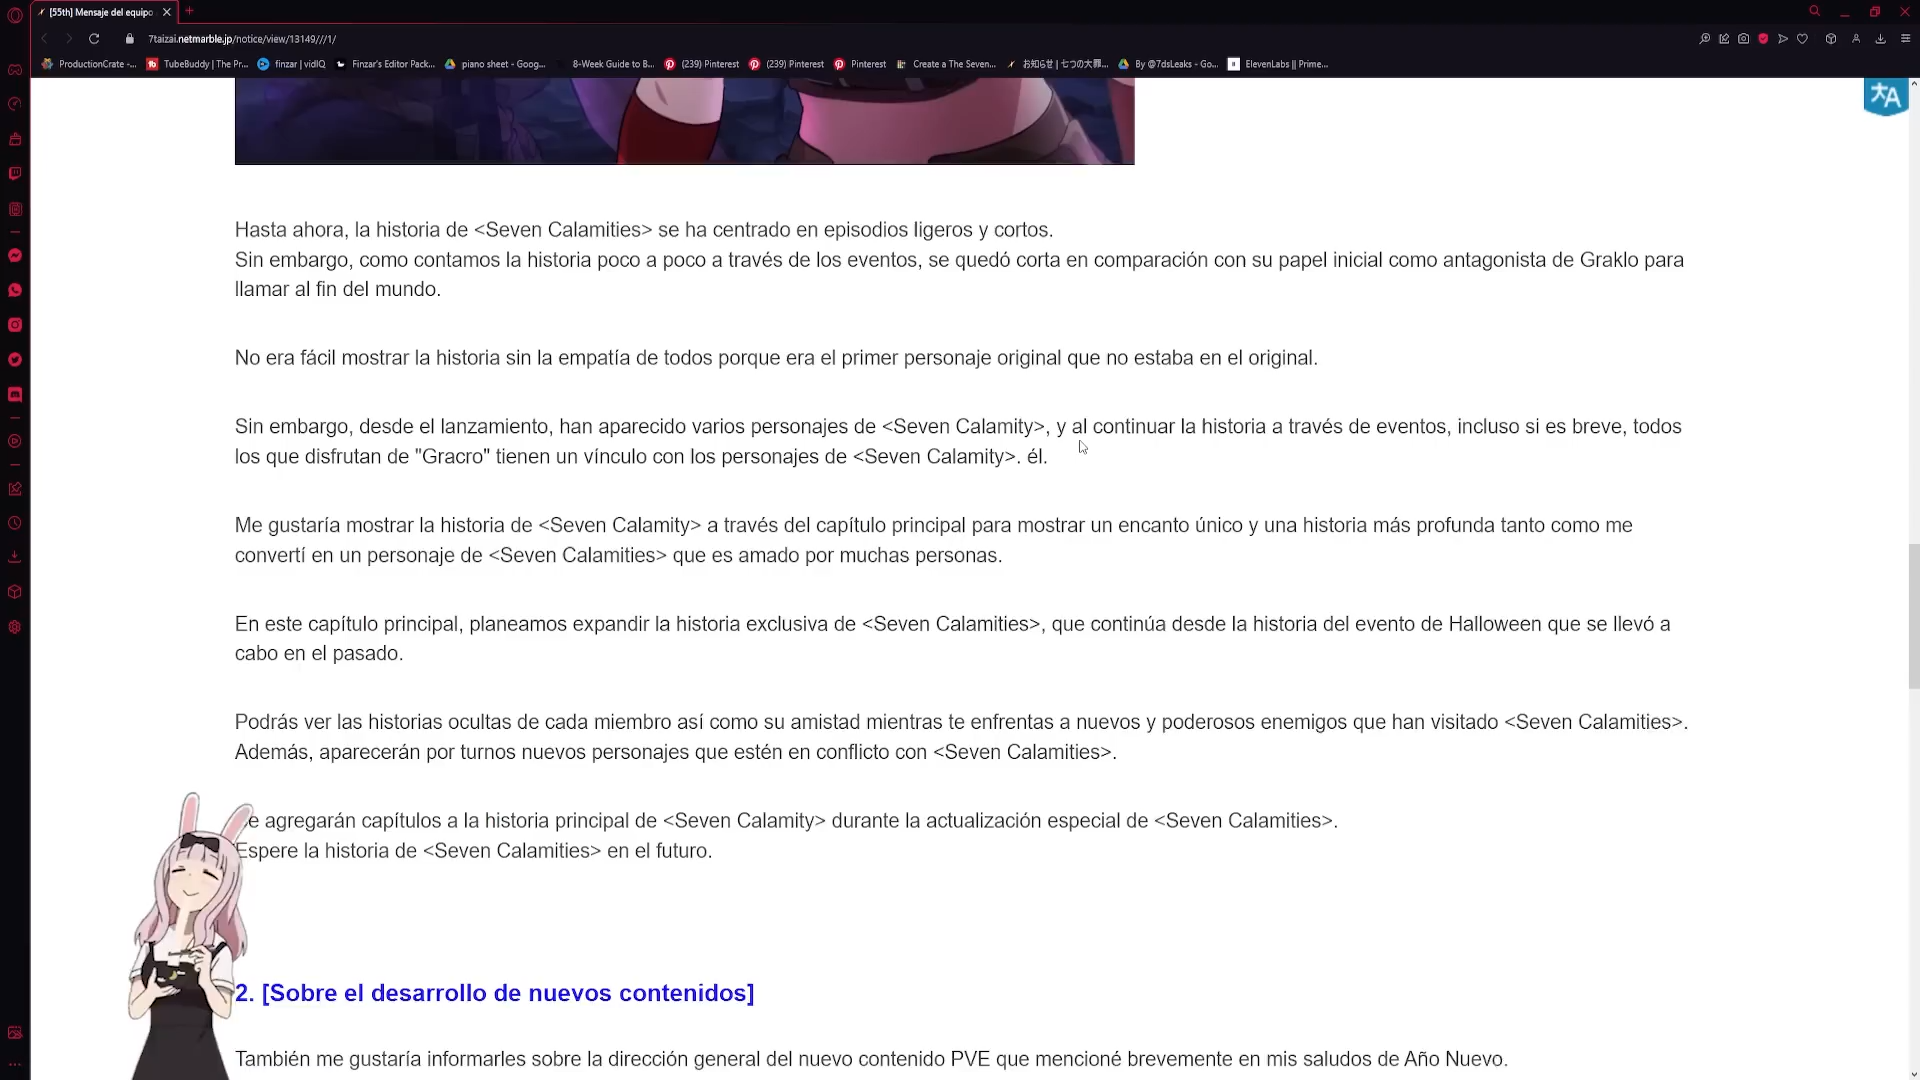 [55th] Mensaje del equipo
7taizai.netmarble.jp/notice/view/13149///1/
ProductionCrate -...
TubeBuddy | The Pr...
finzar | vidIQ
Finzar's Editor Pack...
piano sheet - Goog...
8-Week Guide to B...
(239) Pinterest
(239) Pinterest
Pinterest
Create a The Seven...
お知らせ | 七つの大罪...
By @7dsLeaks - Go...
ElevenLabs || Prime...
Hasta ahora, la historia de <Seven Calamities> se ha centrado en episodios ligeros y cortos.
Sin embargo, como contamos la historia poco a poco a través de los eventos, se quedó corta en comparación con su papel inicial como antagonista de Graklo para
llamar al fin del mundo.
No era fácil mostrar la historia sin la empatía de todos porque era el primer personaje original que no estaba en el original.
Sin embargo, desde el lanzamiento, han aparecido varios personajes de <Seven Calamity>, y al continuar la historia a través de eventos, incluso si es breve, todos
los que disfrutan de "Gracro" tienen un vínculo con los personajes de <Seven Calamity>. él.
Me gustaría mostrar la historia de <Seven Calamity> a través del capítulo principal para mostrar un encanto único y una historia más profunda tanto como me
convertí en un personaje de <Seven Calamities> que es amado por muchas personas.
En este capítulo principal, planeamos expandir la historia exclusiva de <Seven Calamities>, que continúa desde la historia del evento de Halloween que se llevó a
cabo en el pasado.
Podrás ver las historias ocultas de cada miembro así como su amistad mientras te enfrentas a nuevos y poderosos enemigos que han visitado <Seven Calamities>.
Además, aparecerán por turnos nuevos personajes que estén en conflicto con <Seven Calamities>.
e agregarán capítulos a la historia principal de <Seven Calamity> durante la actualización especial de <Seven Calamities>.
Espere la historia de <Seven Calamities> en el futuro.
2. [Sobre el desarrollo de nuevos contenidos]
También me gustaría informarles sobre la dirección general del nuevo contenido PVE que mencioné brevemente en mis saludos de Año Nuevo.